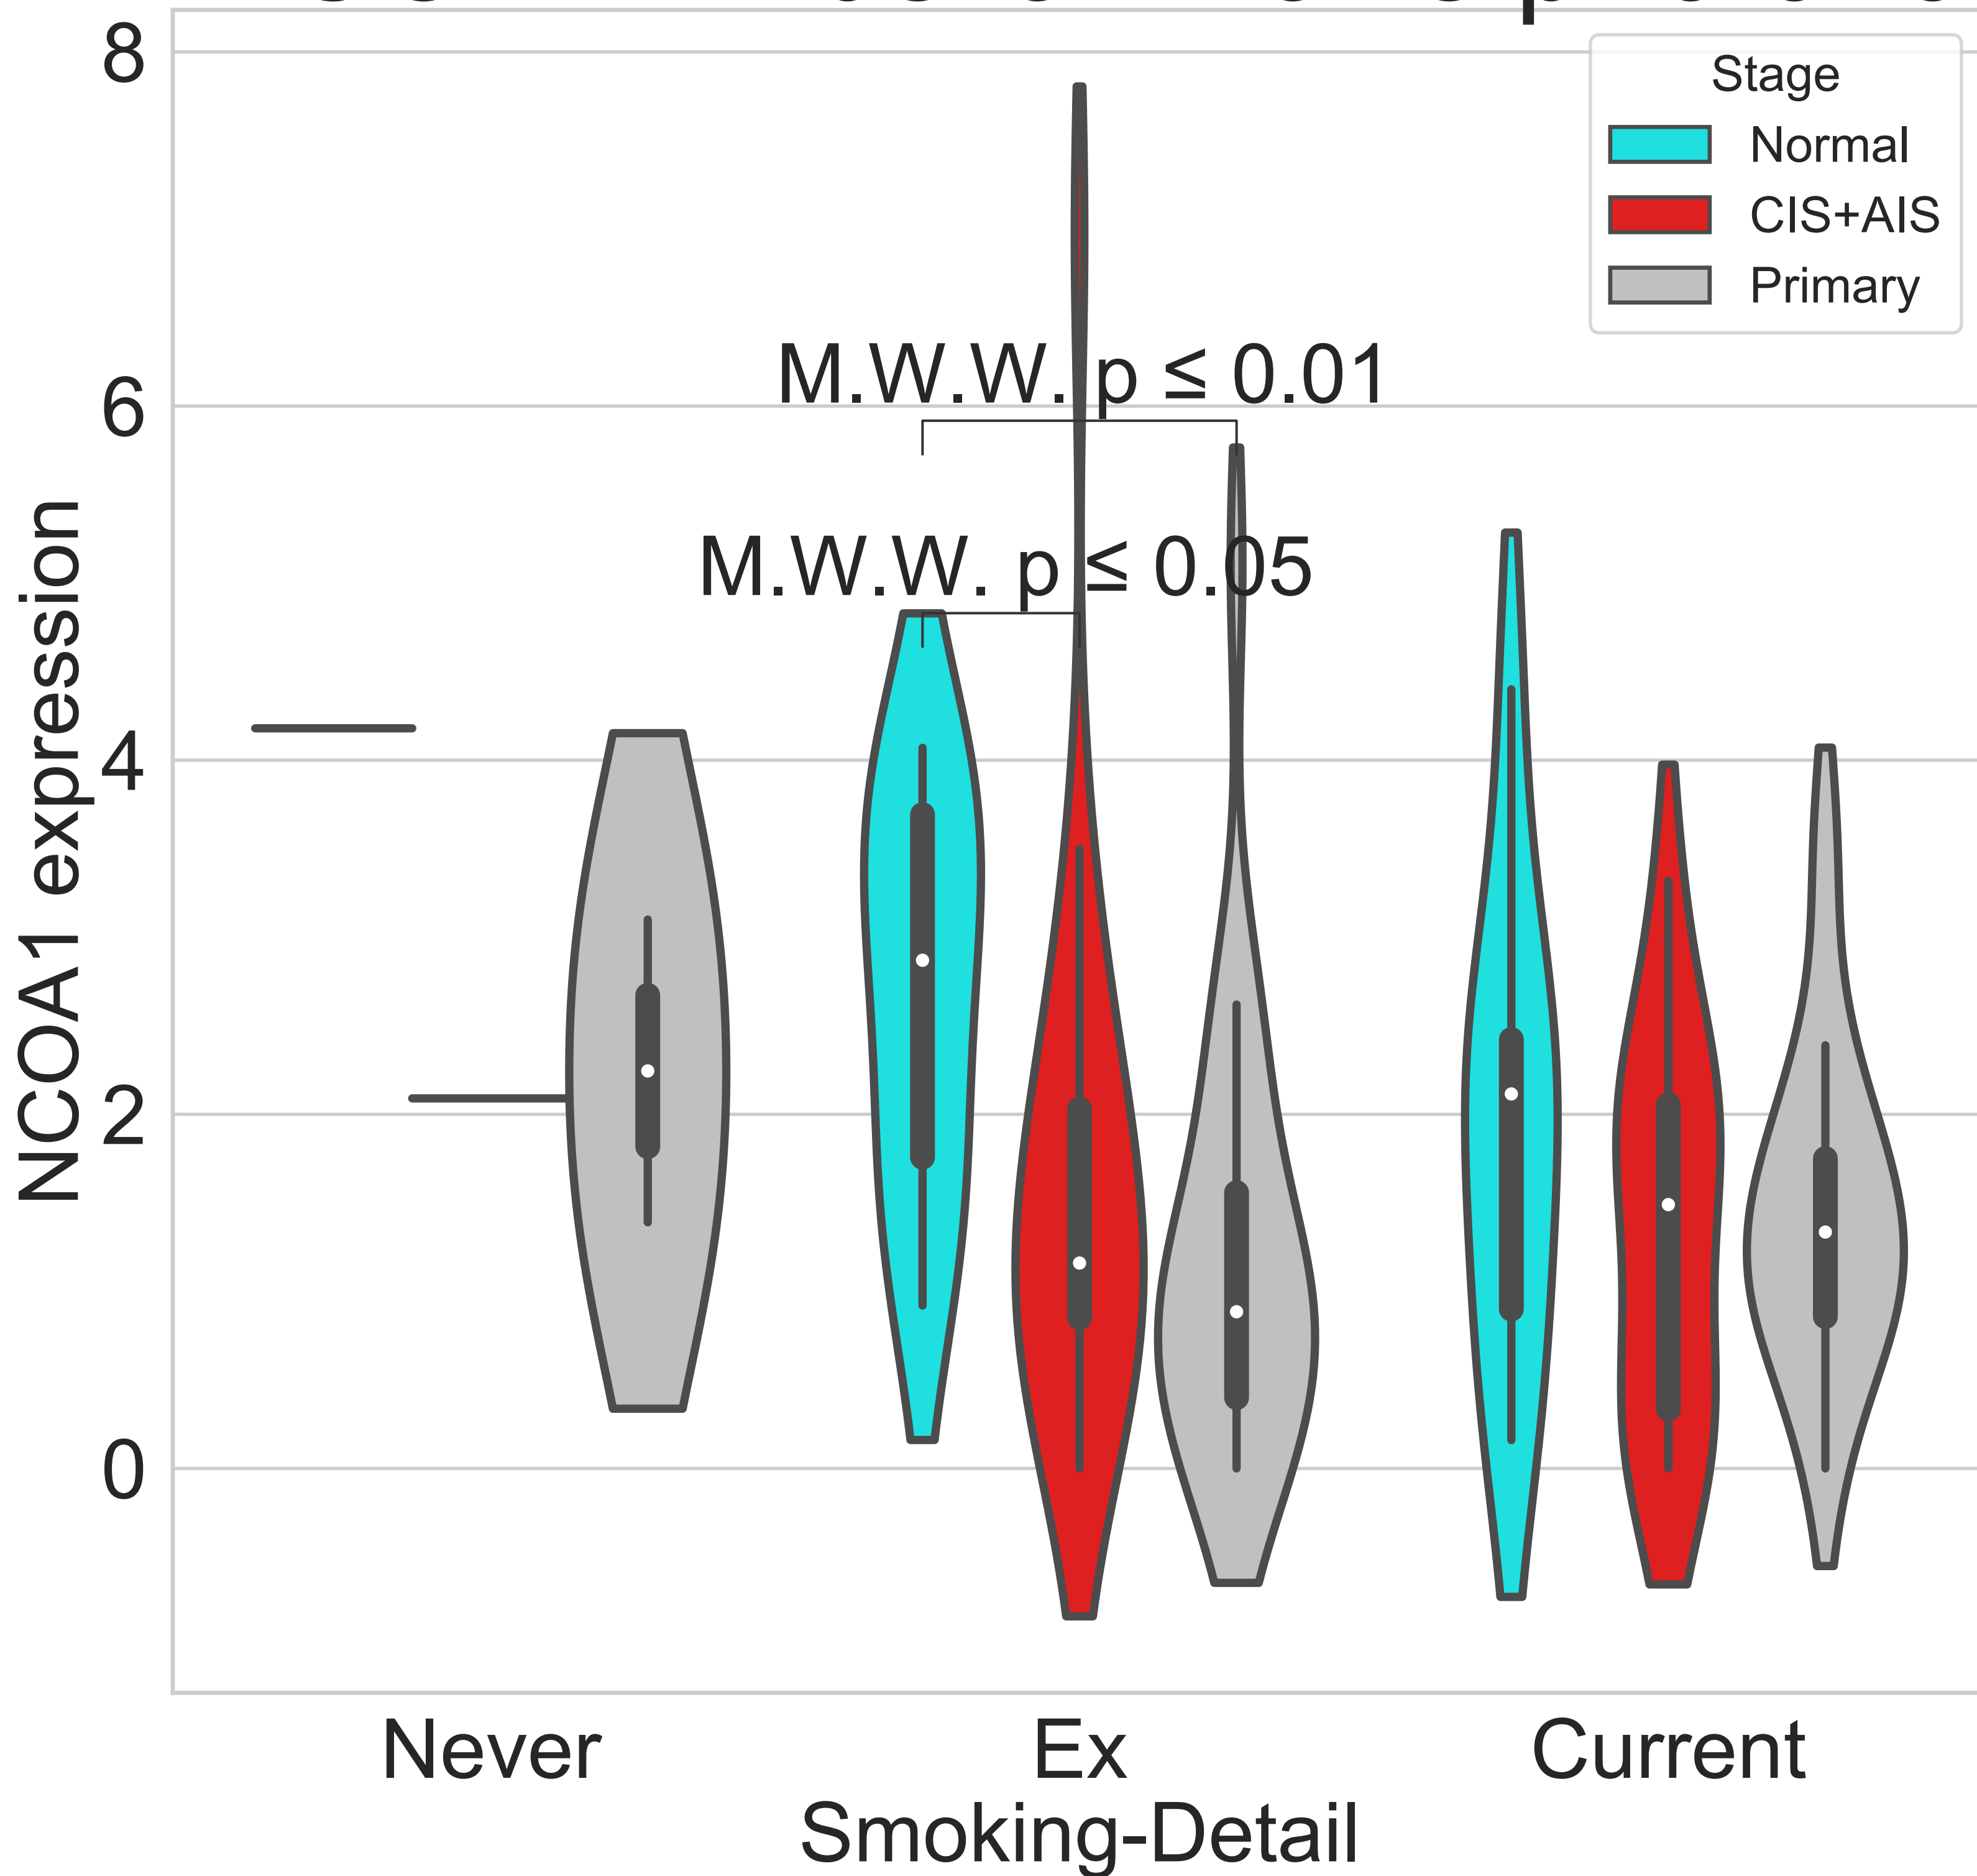 8
6
4
2
0
NCOA1 expression
Stage
Normal
CIS+AIS
Primary
M.W.W. p ≤ 0.01
M.W.W. p ≤ 0.05
Never
Ex
Current
Smoking-Detail